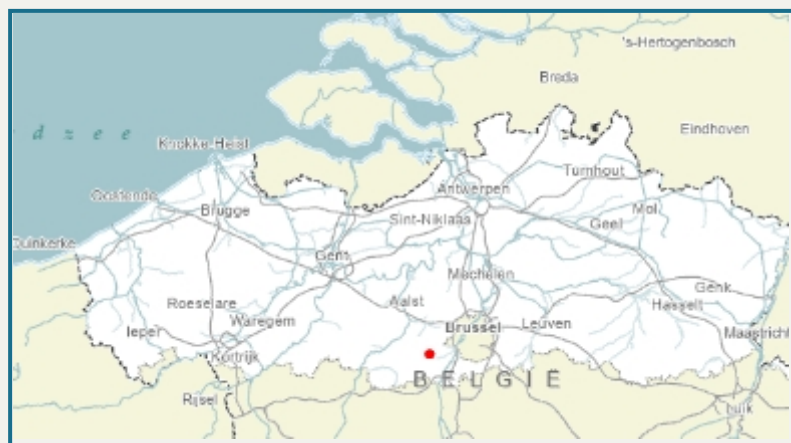 's-Hertogenbosch
Breda
Eindhoven
dzee
Knokke-Heist
Turnhout
Antwerpen
Oostende
Brugge
Sint-Niklaas
Geel
Mol
Duinkerke
Gent
Mechelen
Genk
Roeselare
Aalst
Hasselt
Ieper
Waregem
Brussel
Leuven
Maastricht
Kortrijk
BELGIË
Rijsel
Luik